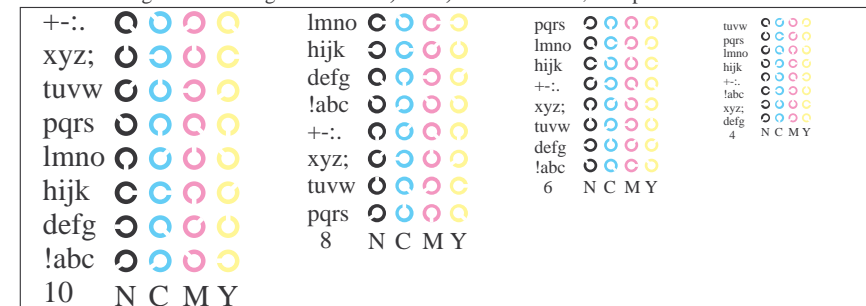 +-:.
xyz;
tuvw
pqrs
lmno
hijk
defg
!abc
10 N C M Y
lmno
hijk
defg
!abc
+-:.
xyz;
tuvw
pqrs
8 N C M Y
pqrs
lmno
hijk
+-:.
xyz;
tuvw
defg
!abc
6 N C M Y
tuvw
pqrs
lmno
hijk
+-:.
!abc
xyz;
defg
4 N C M Y